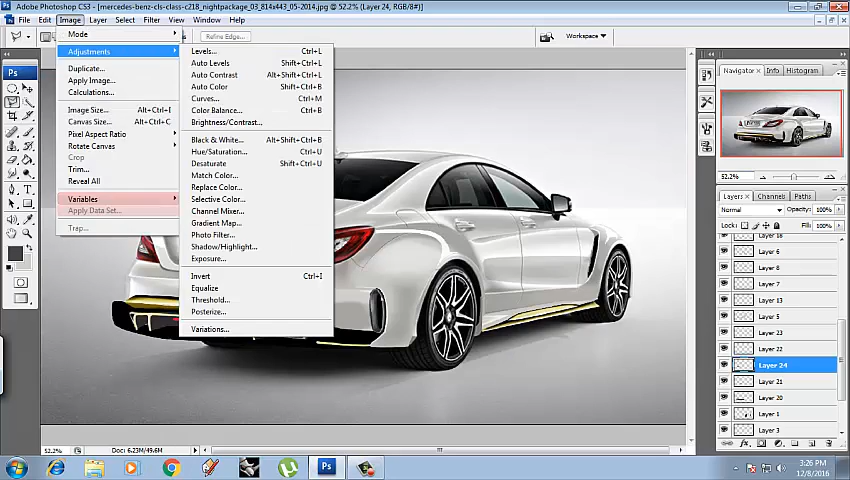 Adobe Photoshop CS3 - [mercedes-benz-cls-class-c218_nightpackage_03_814x443_05-2014.jpg @ 52.2% (Layer 24, RGB/8#)]
File Edit Image Layer Select Filter Analysis View Window Help
Refine Edge...
Workspace
Mode
Adjustments
Duplicate...
Apply Image...
Calculations...
Image Size... Alt+Ctrl+I
Canvas Size... Alt+Ctrl+C
Pixel Aspect Ratio
Rotate Canvas
Crop
Trim...
Reveal All
Variables
Apply Data Set...
Trap...
Levels... Ctrl+L
Auto Levels Shift+Ctrl+L
Auto Contrast Alt+Shift+Ctrl+L
Auto Color Shift+Ctrl+B
Curves... Ctrl+M
Color Balance... Ctrl+B
Brightness/Contrast...
Black & White... Alt+Shift+Ctrl+B
Hue/Saturation... Ctrl+U
Desaturate Shift+Ctrl+U
Match Color...
Replace Color...
Selective Color...
Channel Mixer...
Gradient Map...
Photo Filter...
Shadow/Highlight...
Exposure...
Invert Ctrl+I
Equalize
Threshold...
Posterize...
Variations...
Ps
Navigator Info Histogram
52.2%
Layers Channels Paths
Normal Opacity: 100%
Lock: Fill: 100%
Layer 18
Layer 6
Layer 8
Layer 7
Layer 13
Layer 5
Layer 23
Layer 22
Layer 24
Layer 21
Layer 20
Layer 1
Layer 3
52.2% Doc: 6.23M/49.6M
Ps
3:26 PM
12/8/2016